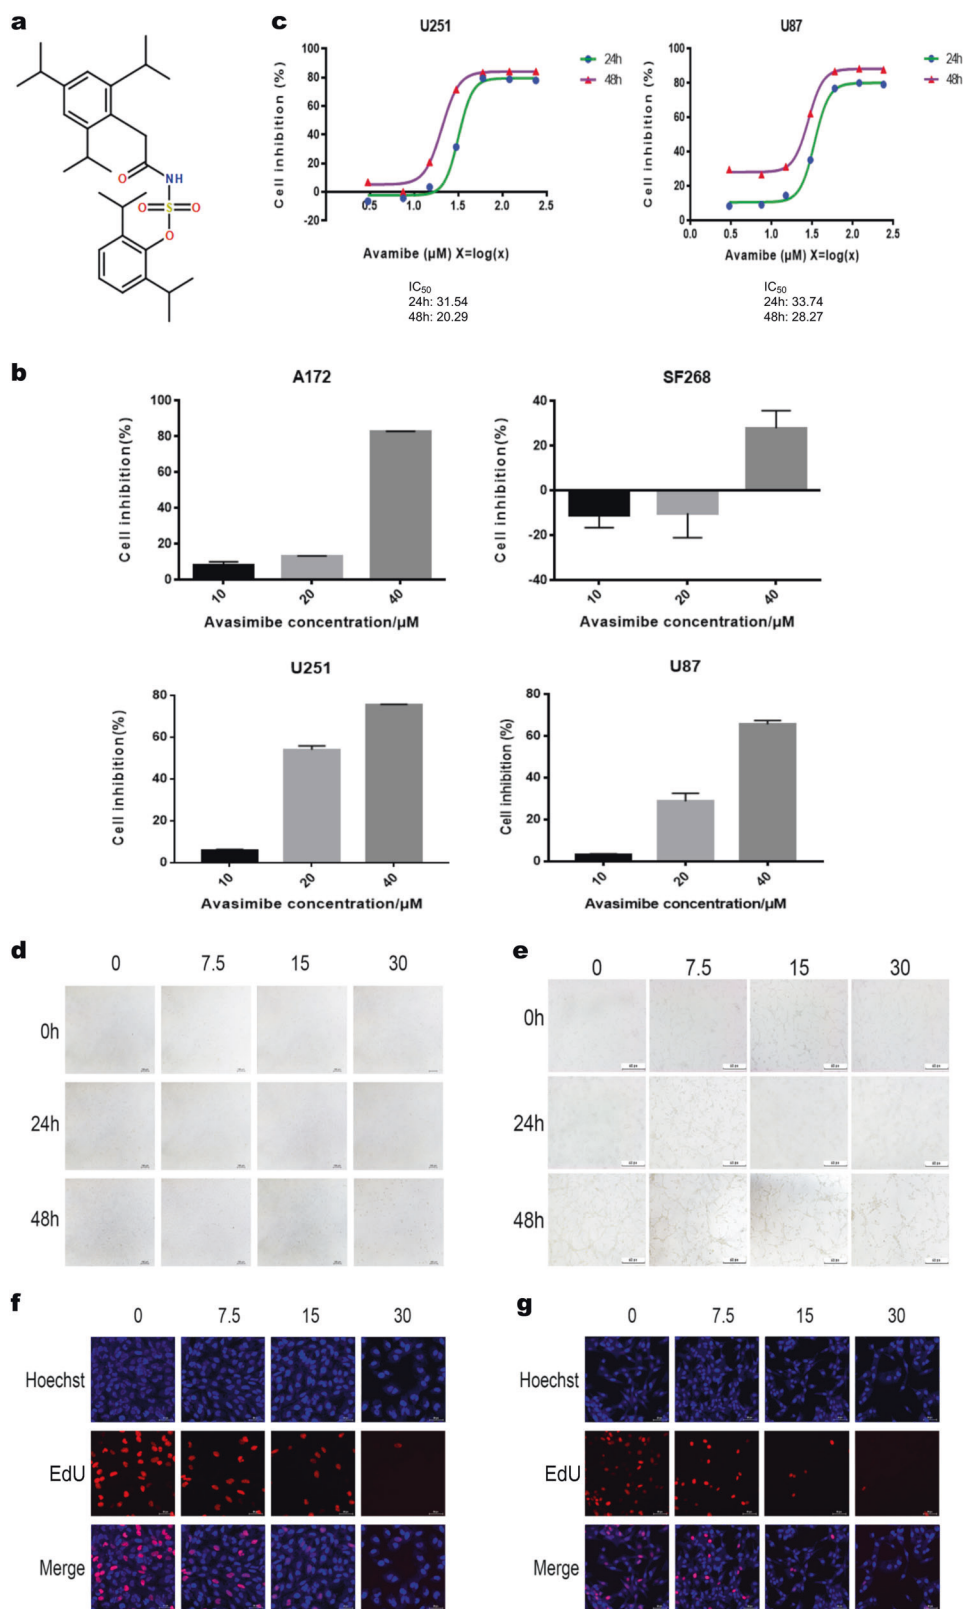 a
O
NH
O=S=O
O
c
U251
Cell inhibition (%)
100
80
60
40
20
0
-20
0.5
1.0
1.5
2.0
2.5
24h
48h
Avamibe (µM) X=log(x)
IC50
24h: 31.54
48h: 20.29
U87
Cell inhibition (%)
100
80
60
40
20
0
0.0
0.5
1.0
1.5
2.0
2.5
24h
48h
Avamibe (µM) X=log(x)
IC50
24h: 33.74
48h: 28.27
b
A172
Cell inhibition(%)
100
80
60
40
20
0
10
20
40
Avasimibe concentration/µM
SF268
Cell inhibition (%)
40
20
0
-20
-40
10
20
40
Avasimibe concentration/µM
U251
Cell inhibition(%)
80
60
40
20
0
10
20
40
Avasimibe concentration/µM
U87
Cell inhibition (%)
80
60
40
20
0
10
20
40
Avasimibe concentration/µM
d
0 7.5 15 30
0h
24h
48h
e
0 7.5 15 30
0h
24h
48h
f
0 7.5 15 30
Hoechst
EdU
Merge
g
0 7.5 15 30
Hoechst
EdU
Merge